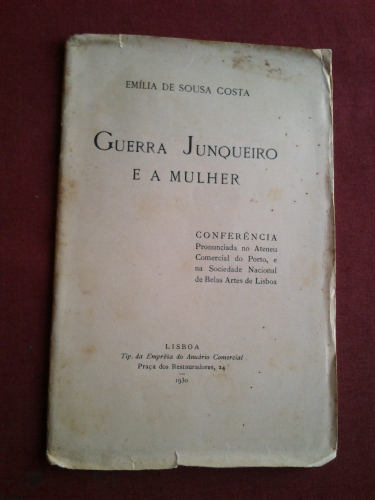 EMÍLIA DE SOUSA COSTA
GUERRA JUNQUEIRO
E A MULHER
CONFERÊNCIA
Pronunciada no Ateneu
Comercial do Porto, e
na Sociedade Nacional
de Belas Artes de Lisboa
LISBOA
Tip. da Emprêsa do Anuário Comercial
Praça dos Restauradores, 24
1930